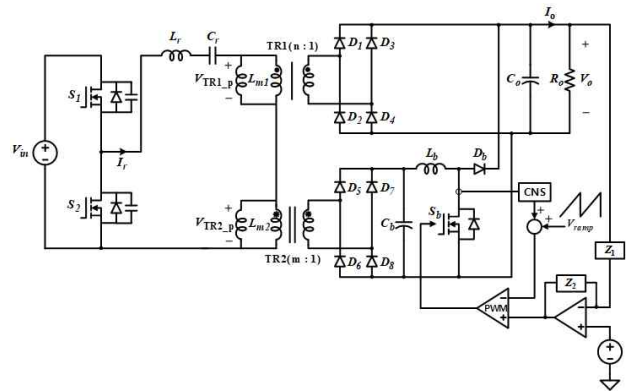 L_r
C_r
TR1(n : 1)
D_1
D_3
I_o
S_1
+
V_TR1_p
−
L_m1
C_o
R_o
+
V_o
−
D_2
D_4
V_in
+
−
I_r
L_b
D_b
S_2
+
V_TR2_p
−
L_m2
D_5
D_7
C_b
S_b
CNS
+
+
V_ramp
Z_1
TR2(m : 1)
D_6
D_8
Z_2
PWM
−
+
−
+
+
−